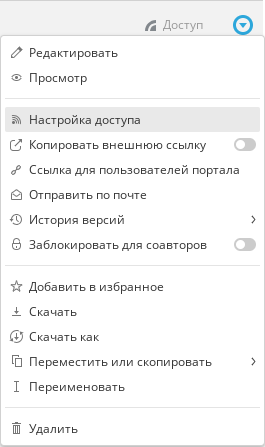 Доступ
Редактировать
Просмотр
Настройка доступа
Копировать внешнюю ссылку
Ссылка для пользователей портала
Отправить по почте
История версий
Заблокировать для соавторов
Добавить в избранное
Скачать
Скачать как
Переместить или скопировать
Переименовать
Удалить